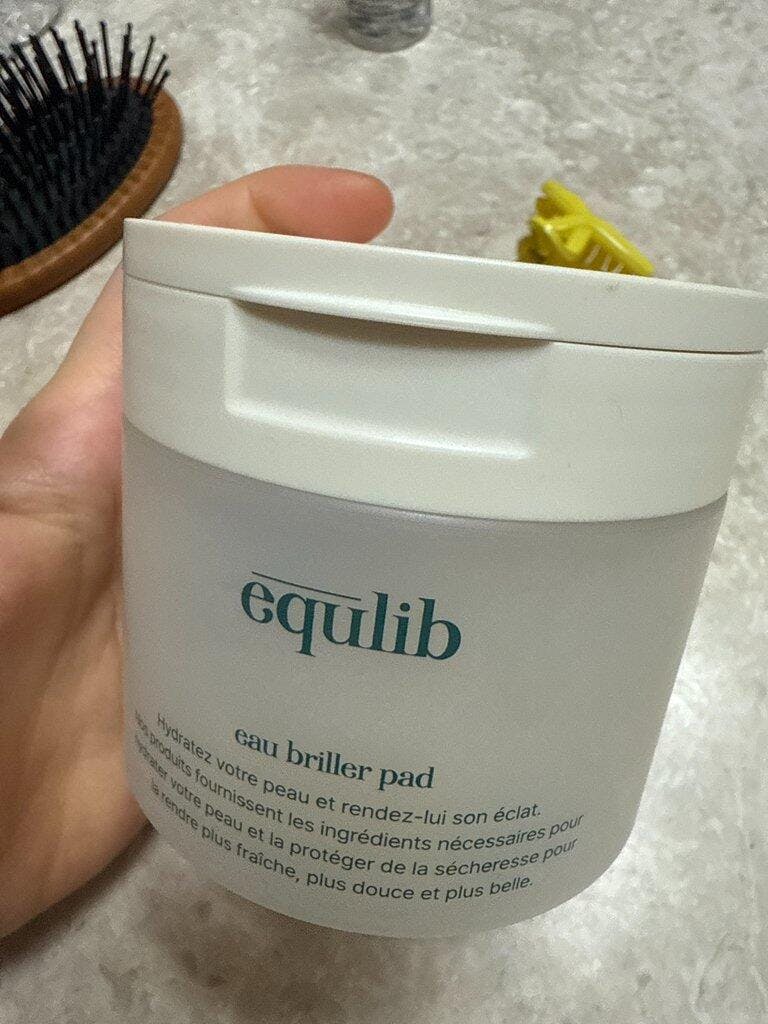 equlib
eau briller pad
Hydratez votre peau et rendez-lui son éclat.
Nos produits fournissent les ingrédients nécessaires pour
hydrater votre peau et la protéger de la sécheresse pour
la rendre plus fraîche, plus douce et plus belle.